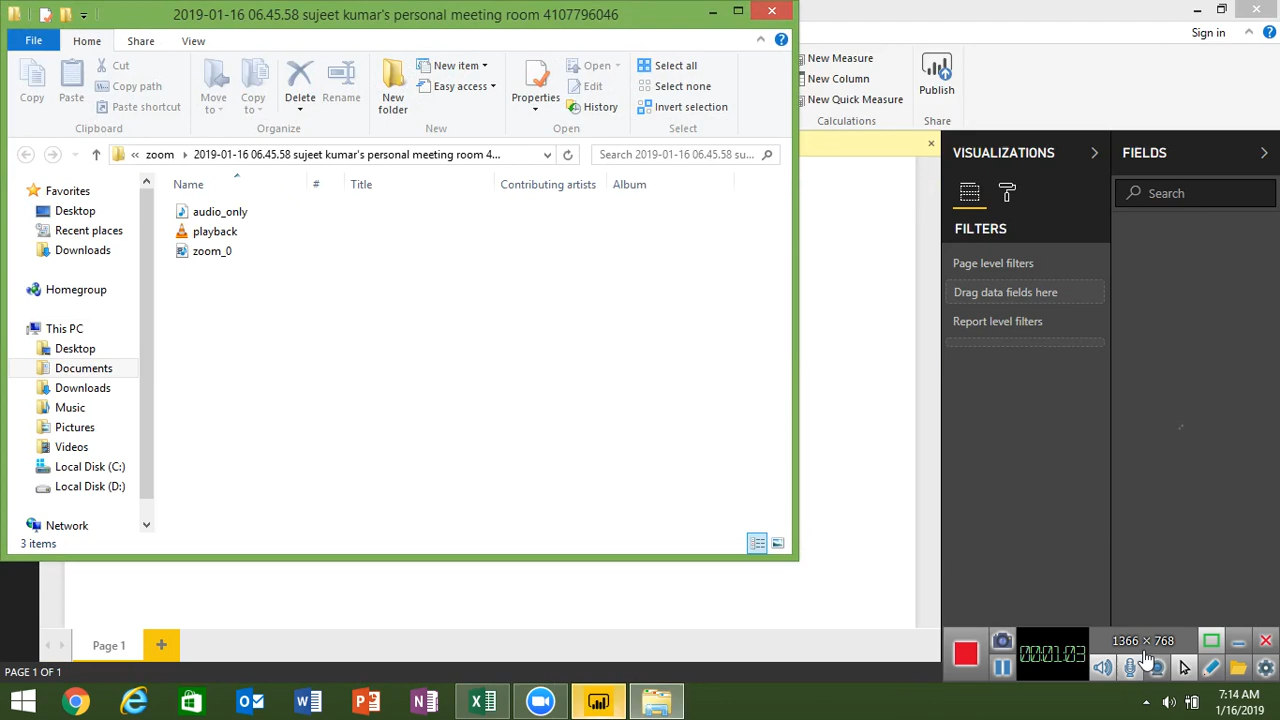 2019-01-16 06.45.58 sujeet kumar's personal meeting room 4107796046
File Home Share View
Sign in
Copy
Paste
Cut
Copy path
Paste shortcut
Clipboard
Move to
Copy to
Delete
Rename
Organize
New folder
New item
Easy access
New
Properties
Open
Edit
History
Open
Select all
Select none
Invert selection
Select
New Measure
New Column
New Quick Measure
Calculations
Publish
Share
zoom 2019-01-16 06.45.58 sujeet kumar's personal meeting room 4...
Search 2019-01-16 06.45.58 su...
Name # Title Contributing artists Album
Favorites
Desktop
Recent places
Downloads
Homegroup
This PC
Desktop
Documents
Downloads
Music
Pictures
Videos
Local Disk (C:)
Local Disk (D:)
Network
audio_only
playback
zoom_0
3 items
VISUALIZATIONS
FILTERS
Page level filters
Drag data fields here
Report level filters
FIELDS
Search
Page 1
PAGE 1 OF 1
00:01:03
1366 × 768
7:14 AM
1/16/2019